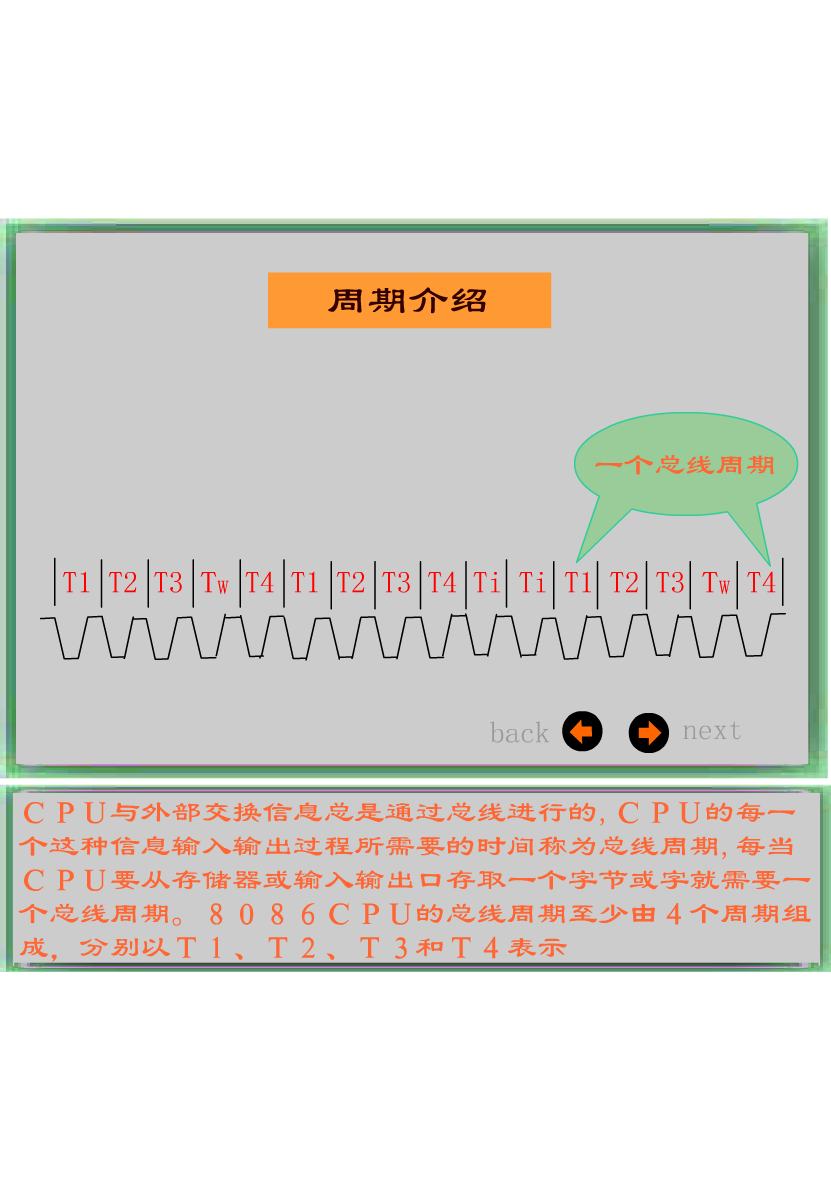 周期介绍
一个总线周期
T1 T2 T3 Tw T4 T1 T2 T3 T4 Ti Ti T1 T2 T3 Tw T4
back next
ＣＰＵ与外部交换信息总是通过总线进行的,ＣＰＵ的每一
个这种信息输入输出过程所需要的时间称为总线周期,每当
ＣＰＵ要从存储器或输入输出口存取一个字节或字就需要一
个总线周期。８０８６ＣＰＵ的总线周期至少由４个周期组
成，分别以Ｔ１、Ｔ２、Ｔ３和Ｔ４表示